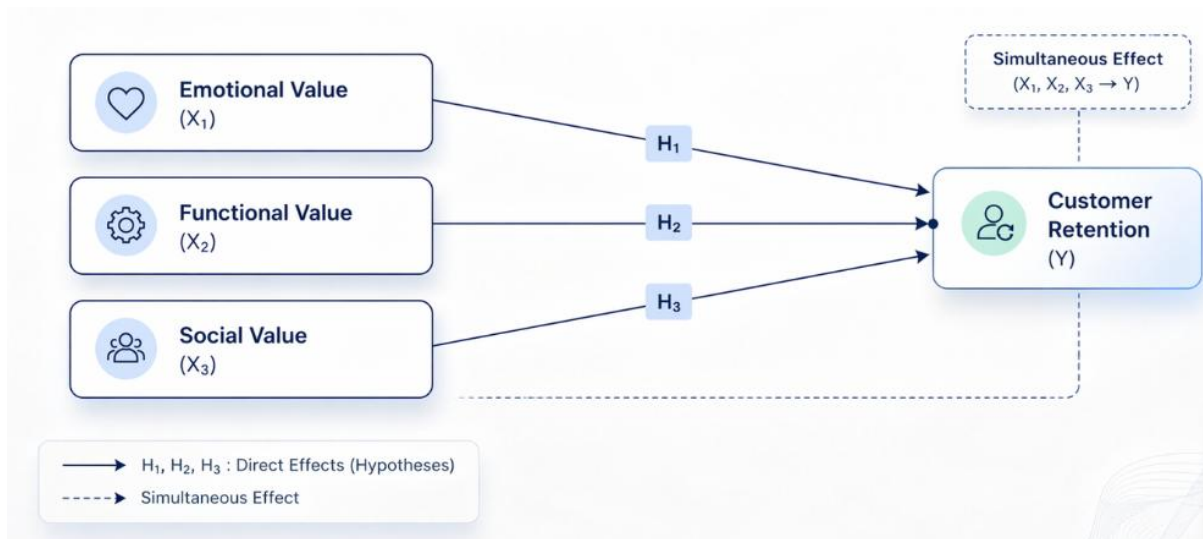 Emotional Value
(X₁)
Functional Value
(X₂)
Social Value
(X₃)
H₁
H₂
H₃
Simultaneous Effect
(X₁, X₂, X₃ → Y)
Customer
Retention
(Y)
H₁, H₂, H₃ : Direct Effects (Hypotheses)
Simultaneous Effect